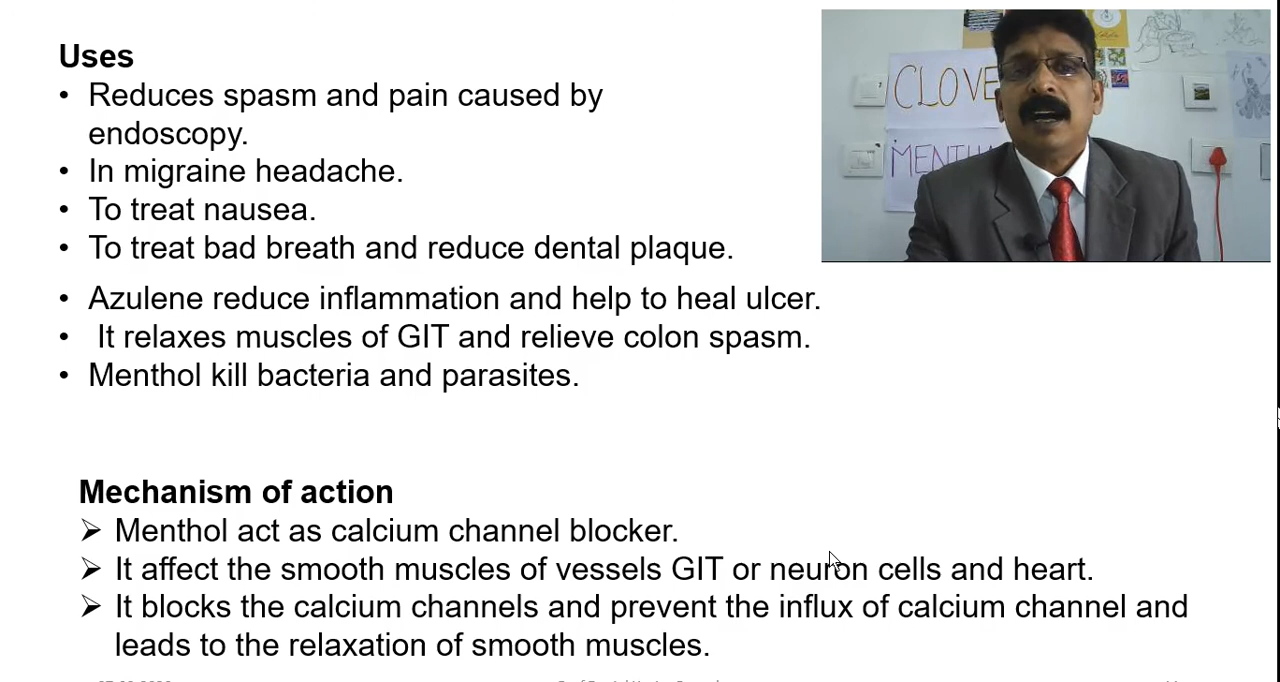 Uses
• Reduces spasm and pain caused by
endoscopy.
• In migraine headache.
• To treat nausea.
• To treat bad breath and reduce dental plaque.
• Azulene reduce inflammation and help to heal ulcer.
• It relaxes muscles of GIT and relieve colon spasm.
• Menthol kill bacteria and parasites.
CLOVE
Mechanism of action
➢ Menthol act as calcium channel blocker.
➢ It affect the smooth muscles of vessels GIT or neuron cells and heart.
➢ It blocks the calcium channels and prevent the influx of calcium channel and
leads to the relaxation of smooth muscles.